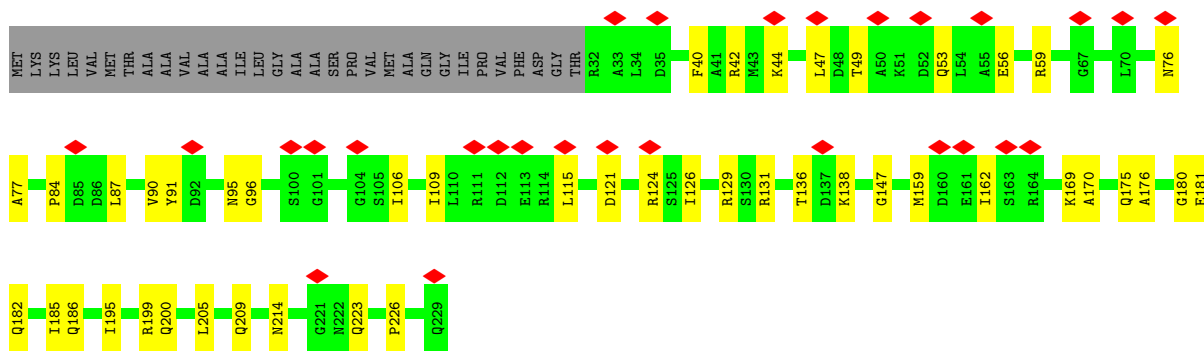 MET LYS LYS LEU VAL MET THR ALA ALA VAL ALA ALA ILE LEU GLY ALA ALA SER PRO VAL MET ALA GLN GLY ILE PRO VAL PHE ASP GLY THR R32 A33 L34 D35 F40 A41 R42 M43 K44 L47 D48 T49 A50 K51 D52 Q53 L54 A55 E56 R59 G67 L70 N76
A77 P84 D85 D86 L87 V90 Y91 D92 N95 G96 S100 G101 G104 S105 I106 I109 L110 R111 D112 E113 R114 L115 D121 R124 S125 I126 R129 S130 R131 T136 D137 K138 G147 M159 D160 E161 I162 S163 R164 K169 A170 Q175 A176 G180 E181
Q182 I185 Q186 I195 R199 Q200 L205 Q209 N214 G221 N222 Q223 P226 Q229